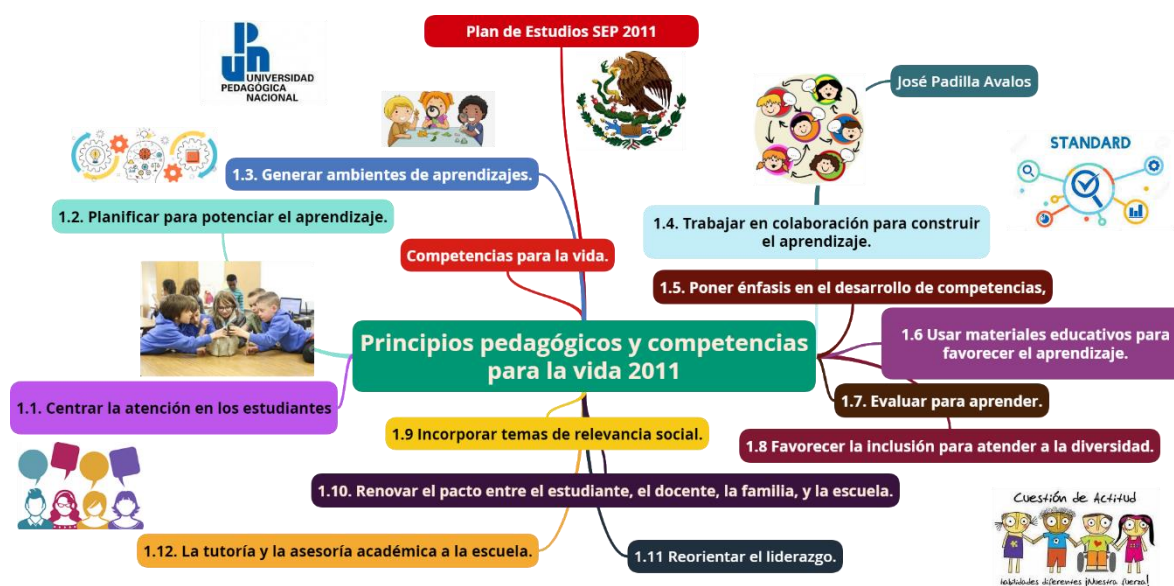 Plan de Estudios SEP 2011
UNIVERSIDAD
PEDAGÓGICA
NACIONAL
José Padilla Avalos
STANDARD
1.3. Generar ambientes de aprendizajes.
1.2. Planificar para potenciar el aprendizaje.
1.4. Trabajar en colaboración para construir
el aprendizaje.
Competencias para la vida.
1.5. Poner énfasis en el desarrollo de competencias,
Principios pedagógicos y competencias
para la vida 2011
1.6 Usar materiales educativos para
favorecer el aprendizaje.
1.1. Centrar la atención en los estudiantes
1.7. Evaluar para aprender.
1.9 Incorporar temas de relevancia social.
1.8 Favorecer la inclusión para atender a la diversidad.
1.10. Renovar el pacto entre el estudiante, el docente, la familia, y la escuela.
Cuestión de Actitud
1.12. La tutoría y la asesoría académica a la escuela.
1.11 Reorientar el liderazgo.
habilidades diferentes ¡Nuestra fuerza!